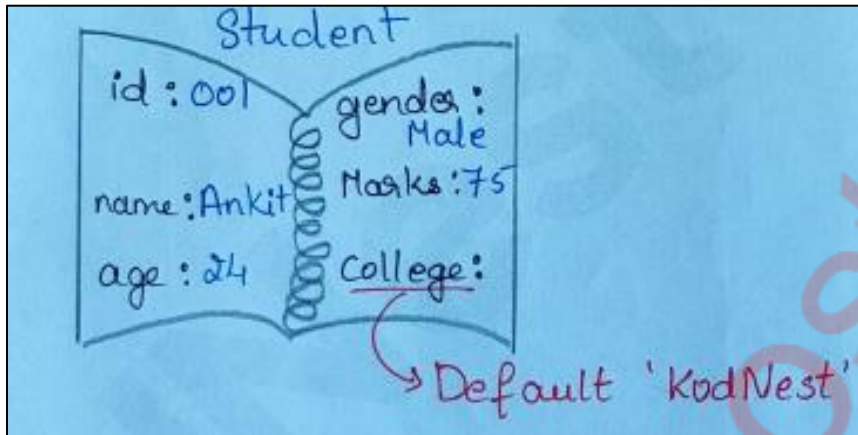 Student
id : 001
name : Ankit
age : 24
gender :
Male
Marks : 75
College :
Default 'KodNest'